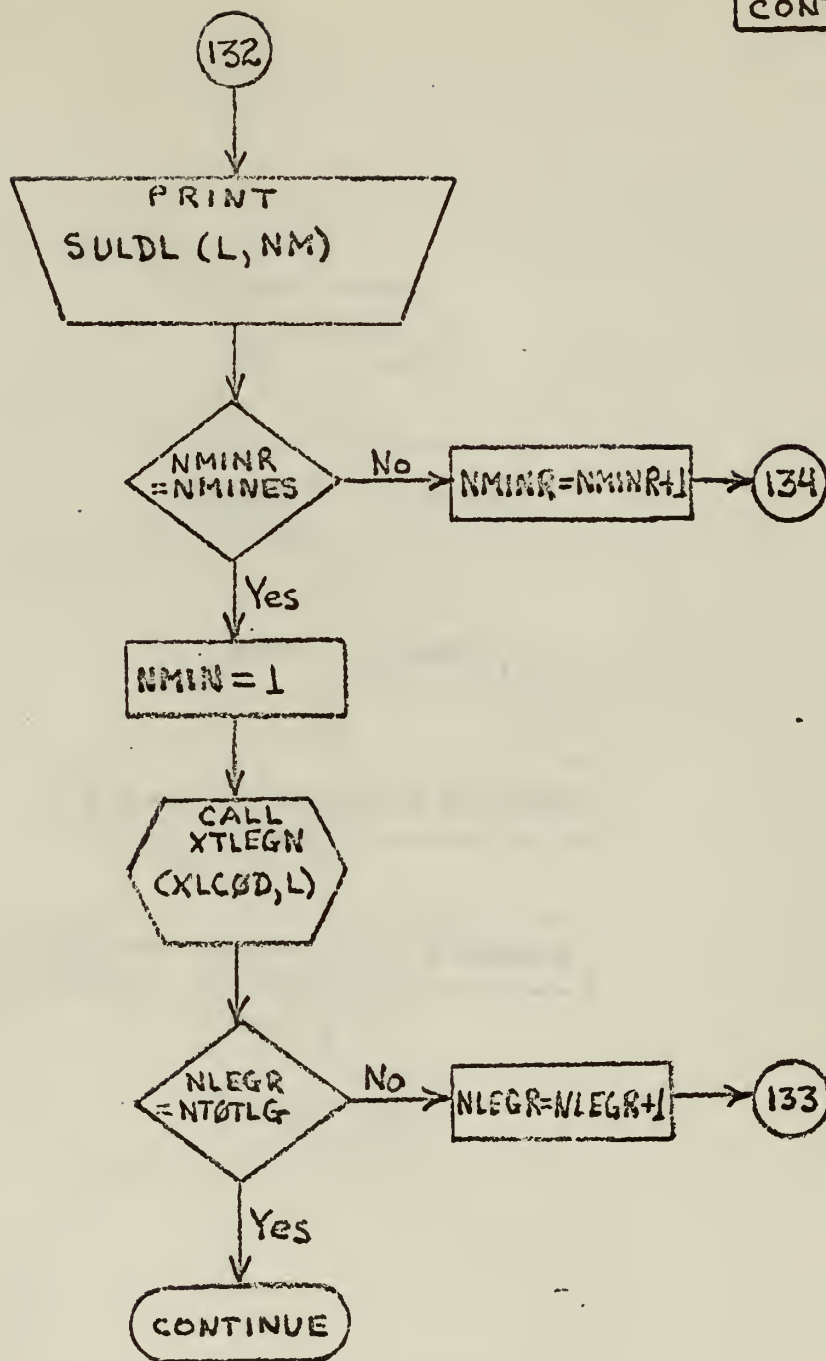 CONT
132
PRINT
SULDL (L, NM)
NMINR
=NMINES
No
NMINR=NMINR+1
134
Yes
NMIN = 1
CALL
XTLEGN
(XLCØD,L)
NLEGR
=NTØTLG
No
NLEGR=NLEGR+1
133
Yes
CONTINUE